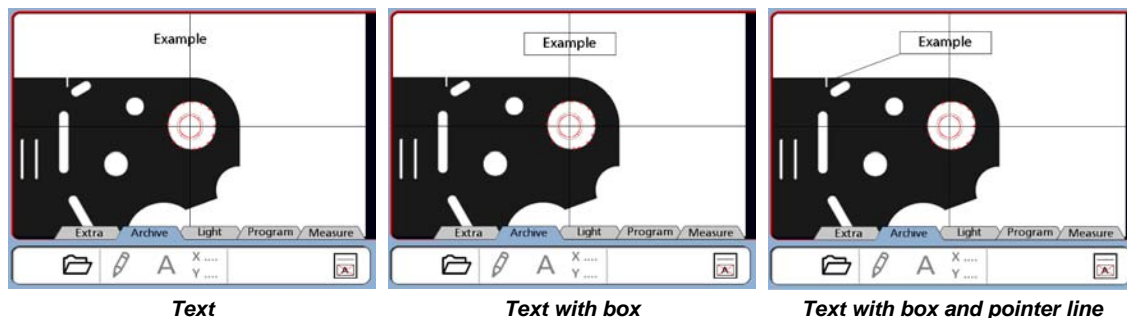 Example
Extra Archive Light Program Measure
A X ....
Y ....
A
Text
Example
Extra Archive Light Program Measure
A X ....
Y ....
A
Text with box
Example
Extra Archive Light Program Measure
A X ....
Y ....
A
Text with box and pointer line